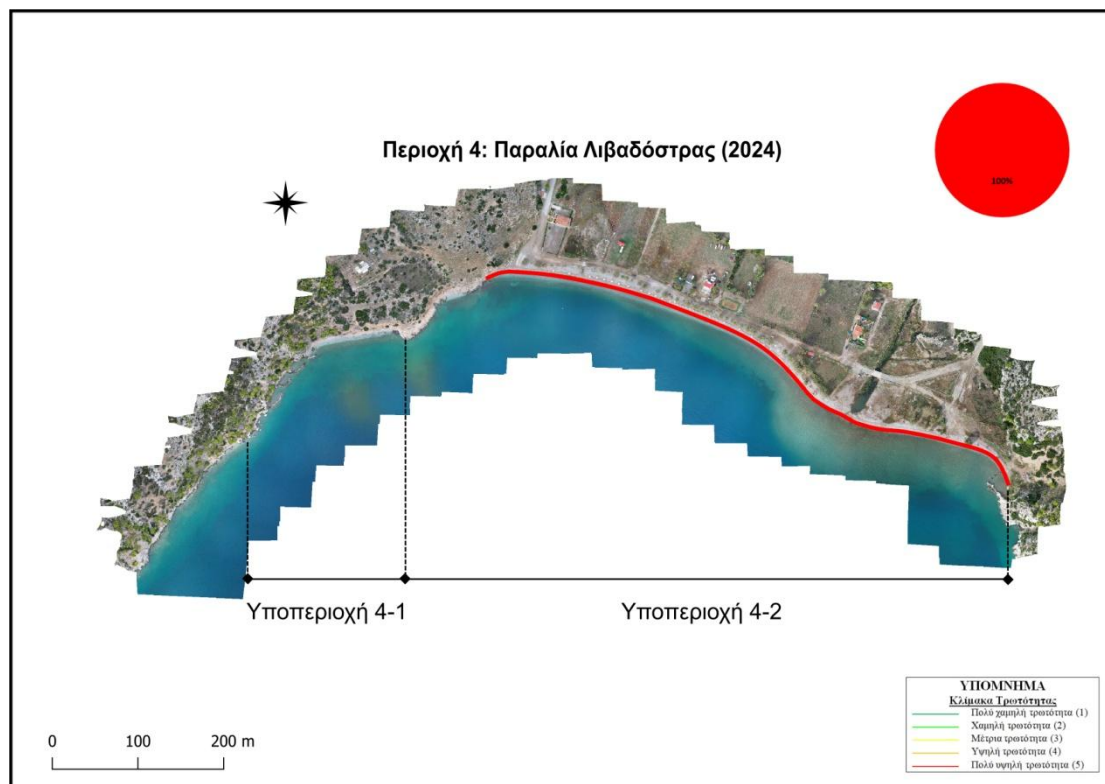 Περιοχή 4: Παραλία Λιβαδόστρας (2024)
100%
Υποπεριοχή 4-1
Υποπεριοχή 4-2
0 100 200 m
ΥΠΟΜΝΗΜΑ
Κλίμακα Τρωτότητας
Πολύ χαμηλή τρωτότητα (1)
Χαμηλή τρωτότητα (2)
Μέτρια τρωτότητα (3)
Υψηλή τρωτότητα (4)
Πολύ υψηλή τρωτότητα (5)